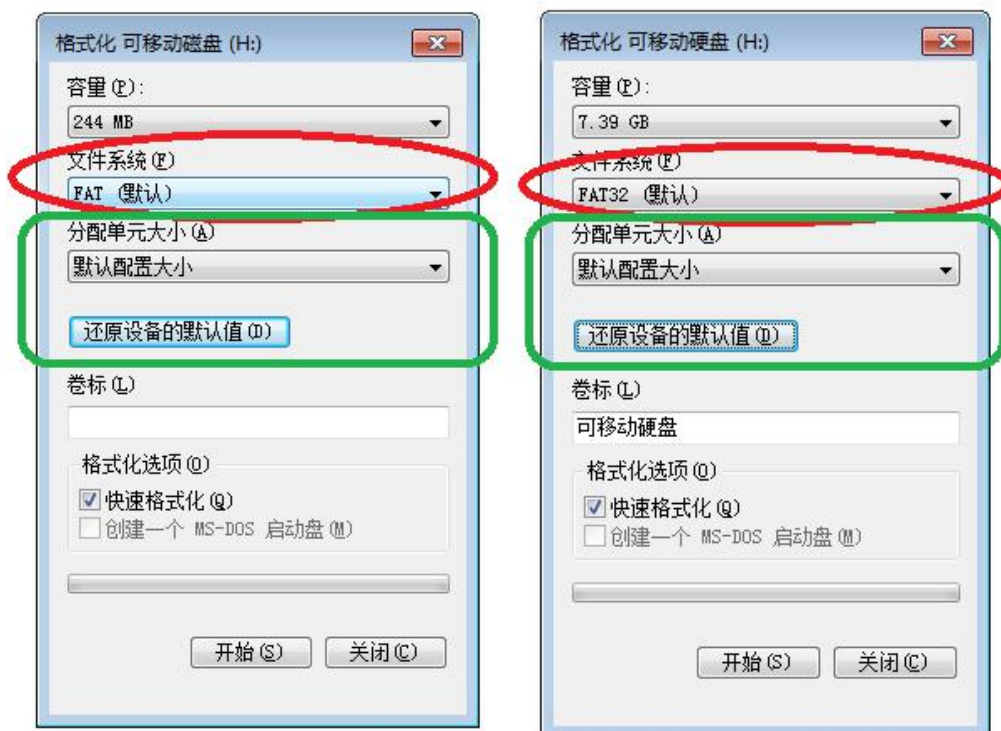 格式化 可移动磁盘 (H:)
容量(P):
244 MB
文件系统(F)
FAT (默认)
分配单元大小(A)
默认配置大小
还原设备的默认值(D)
卷标(L)
格式化选项(O)
快速格式化(Q)
创建一个 MS-DOS 启动盘(M)
开始(S)
关闭(C)
格式化 可移动硬盘 (H:)
容量(P):
7.39 GB
文件系统(F)
FAT32 (默认)
分配单元大小(A)
默认配置大小
还原设备的默认值(D)
卷标(L)
可移动硬盘
格式化选项(O)
快速格式化(Q)
创建一个 MS-DOS 启动盘(M)
开始(S)
关闭(C)